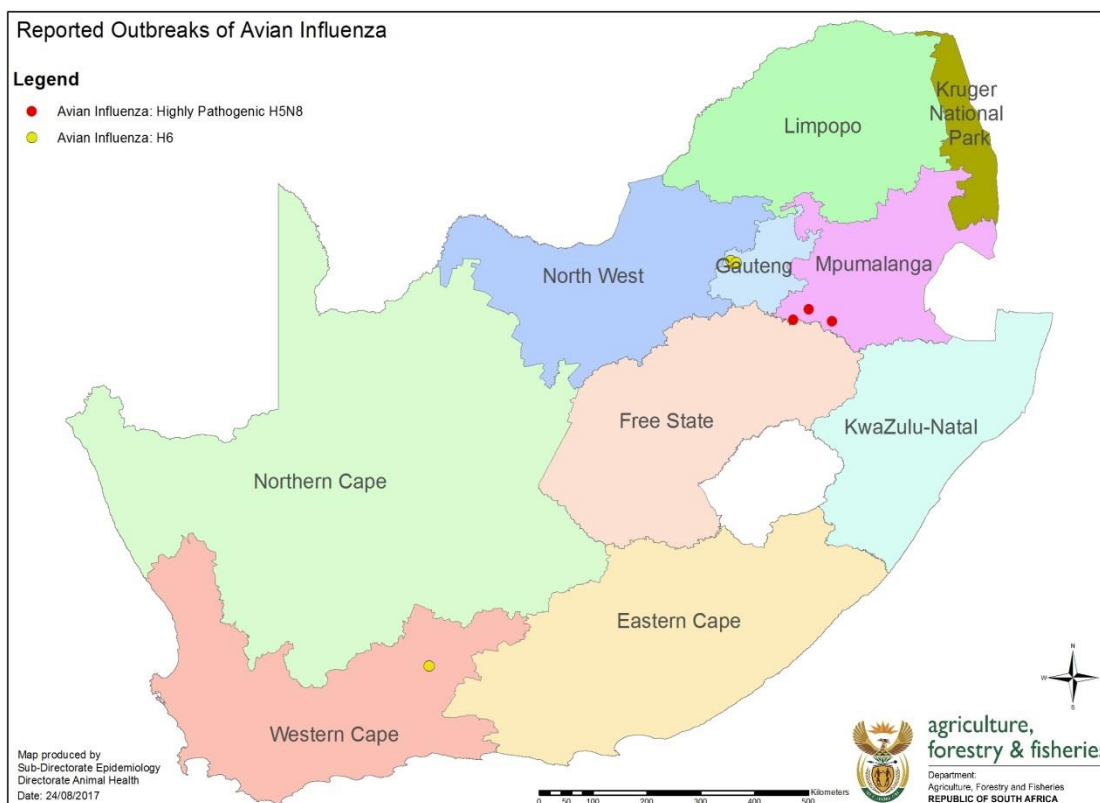 Reported Outbreaks of Avian Influenza
Legend
Avian Influenza: Highly Pathogenic H5N8
Avian Influenza: H6
Kruger
National
Park
Limpopo
North West
Gauteng
Mpumalanga
Free State
KwaZulu-Natal
Northern Cape
Eastern Cape
Western Cape
N
W
S
Map produced by
Sub-Directorate Epidemiology
Directorate Animal Health
Date: 24/08/2017
Kilometers
0 50 100 200 300 400 500
agriculture,
forestry & fisheries
Department:
Agriculture, Forestry and Fisheries
REPUBLIC OF SOUTH AFRICA